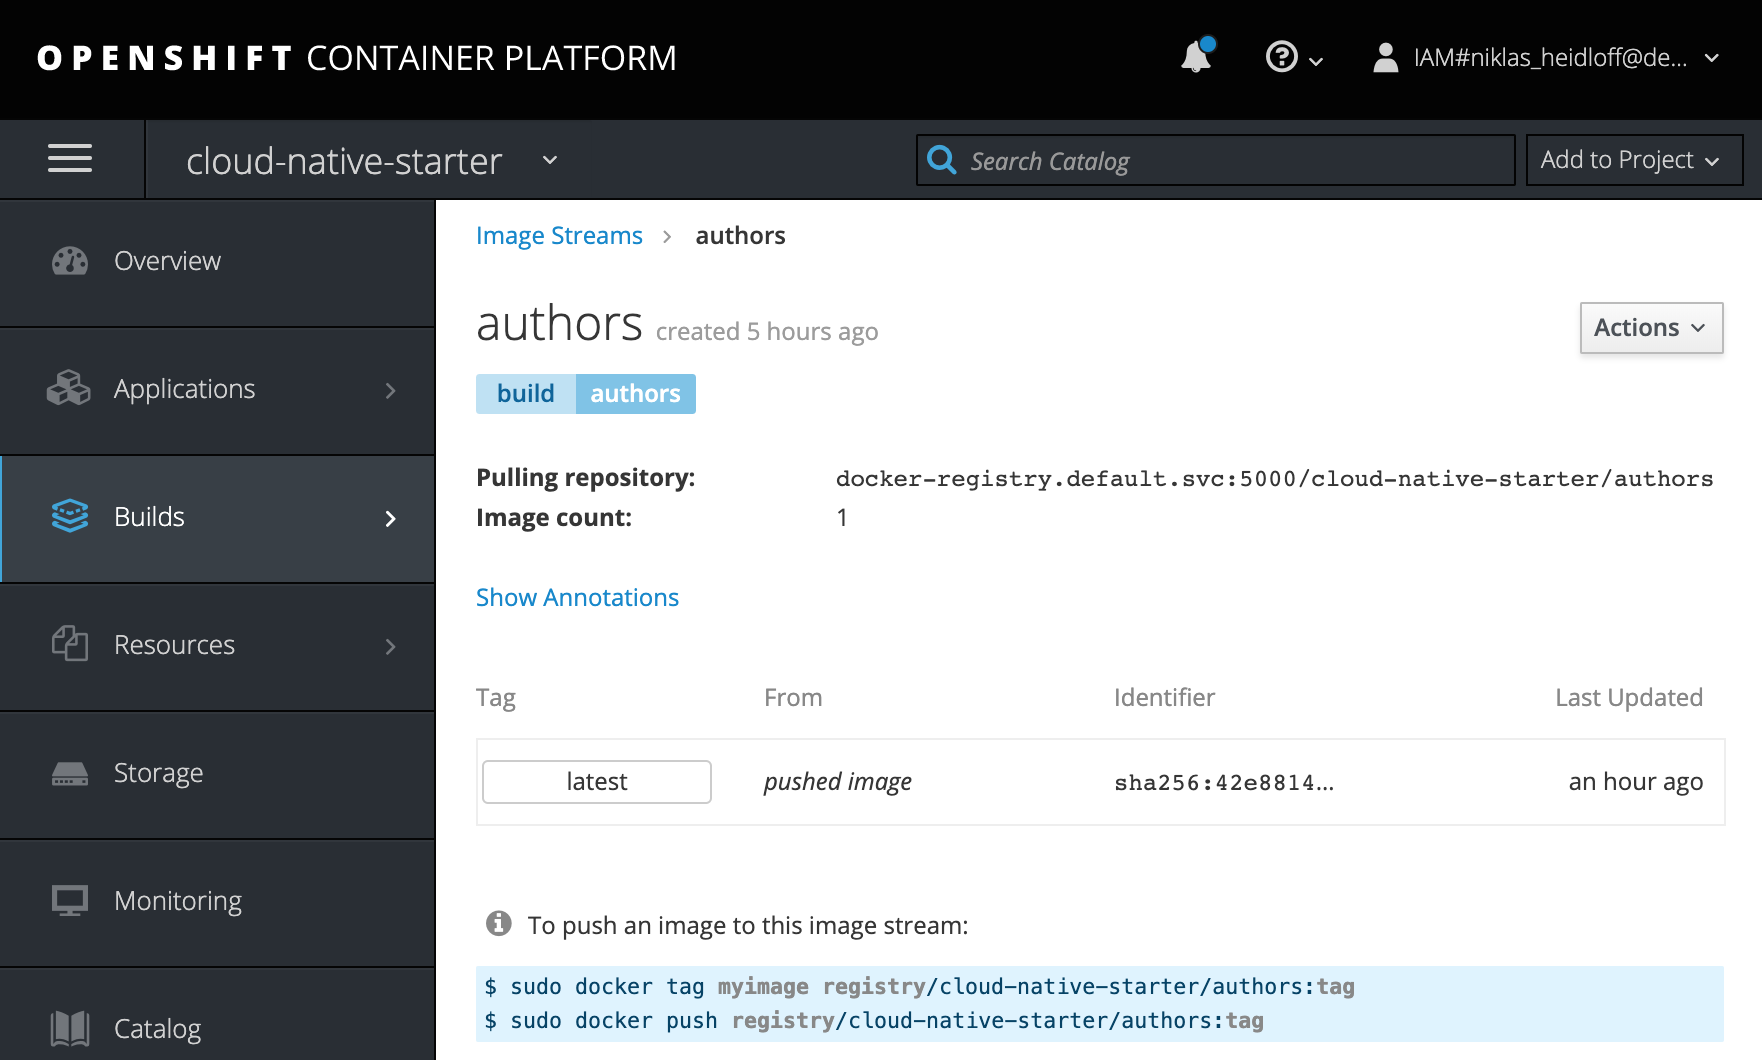 OPENSHIFT CONTAINER PLATFORM
IAM#niklas_heidloff@de...
cloud-native-starter
Search Catalog
Add to Project
Overview
Applications
Builds
Resources
Storage
Monitoring
Catalog
Image Streams > authors
authors created 5 hours ago
Actions
build authors
Pulling repository: docker-registry.default.svc:5000/cloud-native-starter/authors
Image count: 1
Show Annotations
Tag From Identifier Last Updated
latest pushed image sha256:42e8814... an hour ago
To push an image to this image stream:
$ sudo docker tag myimage registry/cloud-native-starter/authors:tag
$ sudo docker push registry/cloud-native-starter/authors:tag